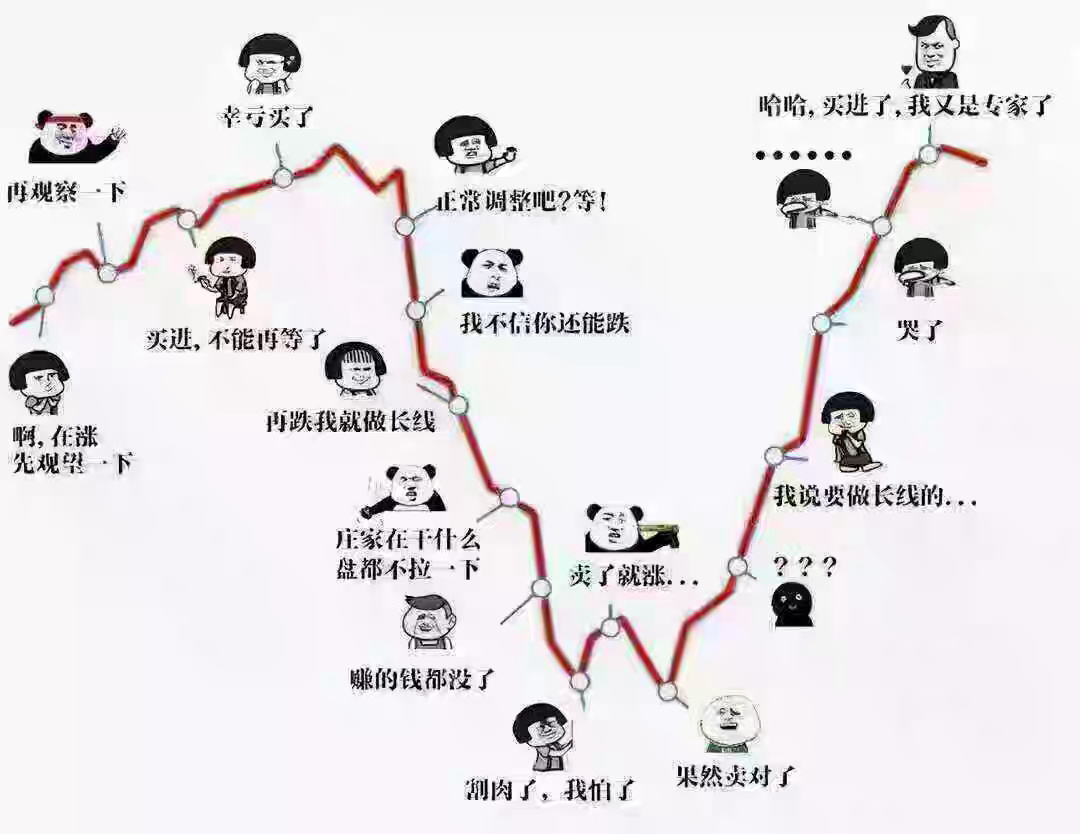 啊，在涨
先观望一下
再观察一下
买进，不能再等了
幸亏买了
正常调整吧？等！
我不信你还能跌
再跌我就做长线
庄家在干什么
盘都不拉一下
赚的钱都没了
割肉了，我怕了
卖了就涨...
果然卖对了
？？？
我说要做长线的...
哭了
••••••
哈哈，买进了，我又是专家了